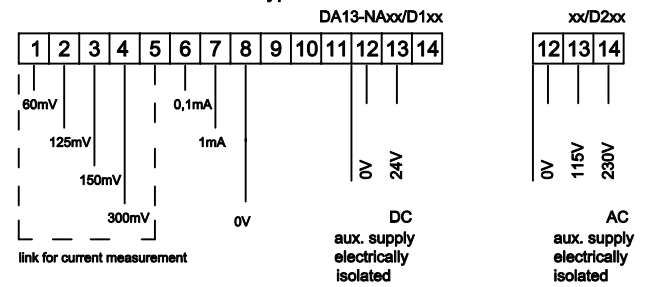 DA13-NAxx/D1xx
xx/D2xx
1 2 3 4 5 6 7 8 9 10 11 12 13 14
12 13 14
60mV
0,1mA
125mV
1mA
150mV
300mV
0V
0V
24V
0V
115V
230V
DC
aux. supply
electrically
isolated
AC
aux. supply
electrically
isolated
link for current measurement